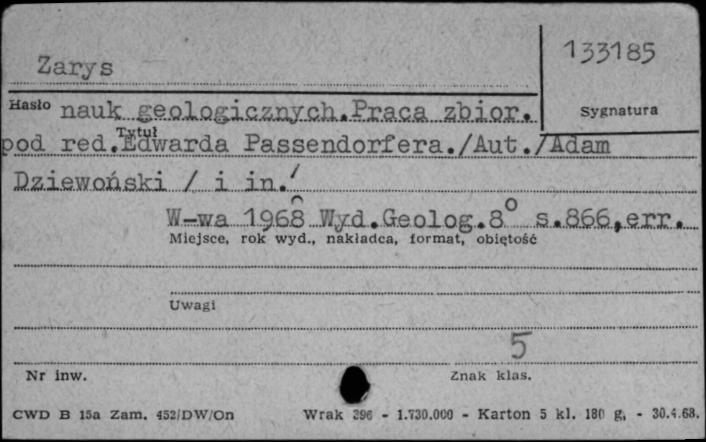 133185
Zarys
Hasło nauk geologicznych.Praca zbior. Sygnatura
Tytuł
pod red.Edwarda Passendorfera./Aut./Adam
Dziewoński / i in./
W-wa 1968 Wyd.Geolog.8° s.866,err.
Miejsce, rok wyd., nakładca, format, objętość
Uwagi
5
Nr inw. Znak klas.
CWD B 15a Zam. 452/DW/On Wrak 396 - 1.730.000 - Karton 5 kl. 180 g, - 30.4.68.